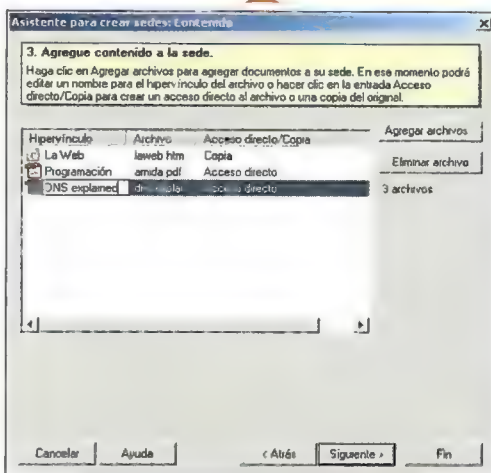 Asistente para crear sedes: Contenido
3. Agregue contenido a la sede.
Haga clic en Agregar archivos para agregar documentos a su sede. En ese momento podrá
editar un nombre para el hipervínculo del archivo o hacer clic en la entrada Acceso
directo/Copia para crear un acceso directo al archivo o una copia del original.
Hipervínculo Archivo Acceso directo/Copia
La Web laweb htm Copia
Programación amida pdf Acceso directo
DNS explained Acceso directo
Agregar archivos
Eliminar archivo
3 archivos
Cancelar Ayuda < Atrás Siguiente > Fin